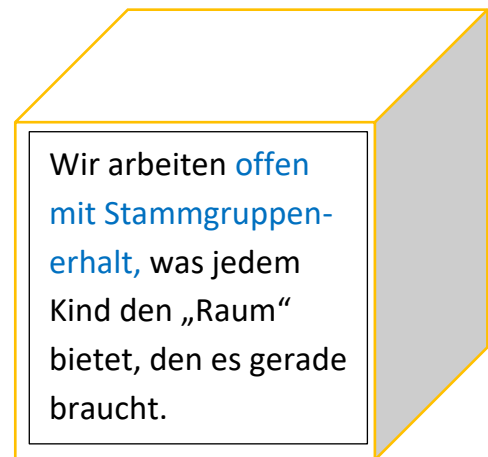 Wir arbeiten offen
mit Stammgruppen-
erhalt, was jedem
Kind den „Raum“
bietet, den es gerade
braucht.